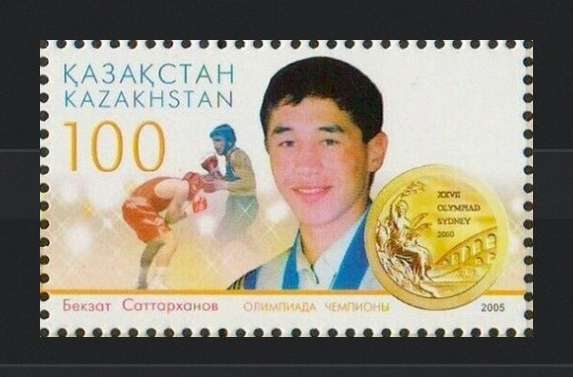 ҚАЗАҚСТАН
KAZAKHSTAN
100
XXVII
OLYMPIAD
SYDNEY
2000
Бекзат Саттарханов ОЛИМПИАДА ЧЕМПИОНЫ 2005